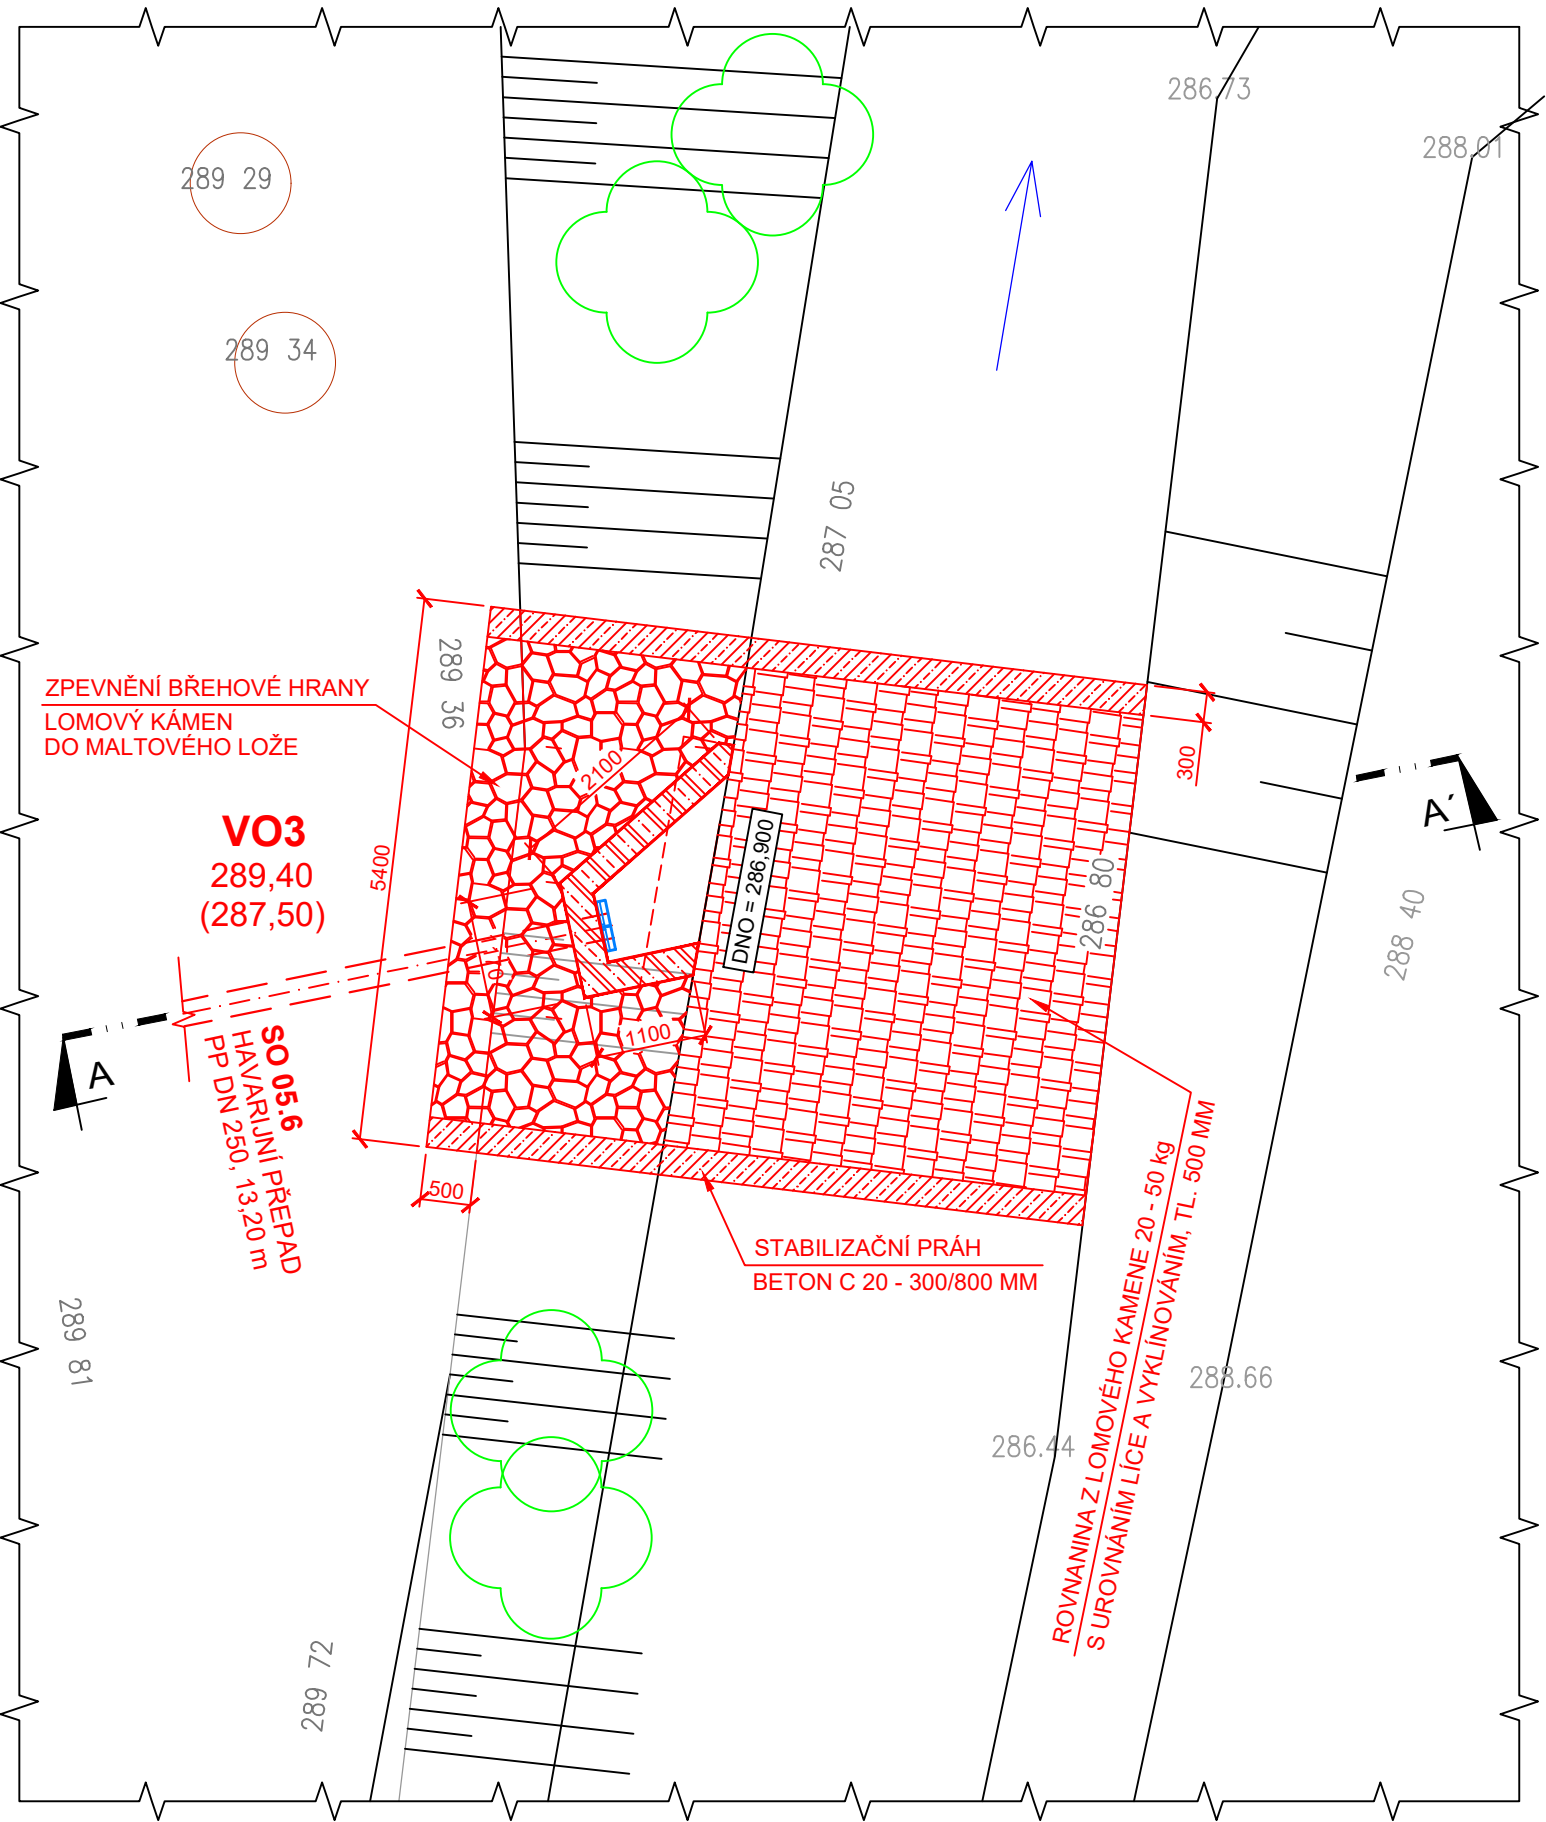 286.73
288.01
289 29
289 34
287 05
289 36
ZPEVNĚNÍ BŘEHOVÉ HRANY
LOMOVÝ KÁMEN
DO MALTOVÉHO LOŽE
2100
300
VO3
289,40
(287,50)
5400
DNO = 286,900
A´
286 80
288 40
1100
A
SO 05.6
HAVARIJNÍ PŘEPAD
PP DN 250, 13,20 m
500
STABILIZAČNÍ PRÁH
BETON C 20 - 300/800 MM
ROVNANINA Z LOMOVÉHO KAMENE 20 - 50 kg
S UROVNÁNÍM LÍCE A VYKLÍNOVÁNÍM, TL. 500 MM
289 81
288.66
286.44
289 72